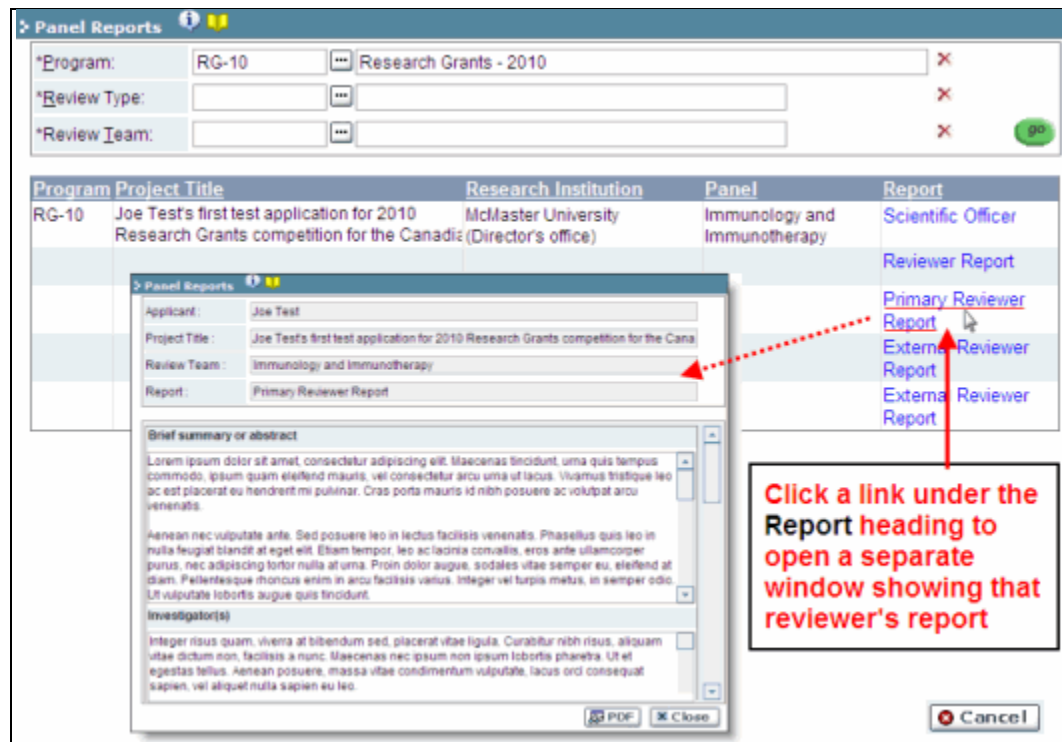 Panel Reports
*Program: RG-10 Research Grants - 2010
*Review Type:
*Review Team:
go
Program Project Title Research Institution Panel Report
RG-10 Joe Test's first test application for 2010 McMaster University Immunology and Scientific Officer
Research Grants competition for the Canadia (Director's office) Immunotherapy
Reviewer Report
Primary Reviewer
Report
External Reviewer
Report
External Reviewer
Report
Panel Reports
Applicant : Joe Test
Project Title : Joe Test's first test application for 2010 Research Grants competition for the Cana
Review Team : Immunology and Immunotherapy
Report : Primary Reviewer Report
Brief summary or abstract
Lorem ipsum dolor sit amet, consectetur adipiscing elit. Maecenas tincidunt, urna quis tempus
commodo, ipsum quam eleifend mauris, vel consectetur arcu urna ut lacus. Vivamus tristique leo
ac est placerat eu hendrerit mi pulvinar. Cras porta mauris id nibh posuere ac volutpat arcu
venenatis.
Aenean nec vulputate ante. Sed posuere leo in lectus facilisis venenatis. Phasellus quis leo in
nulla feugiat blandit at eget elit. Etiam tempor, leo ac lacinia convallis, eros ante ullamcorper
purus, nec adipiscing tortor nulla at urna. Proin dolor augue, sodales vitae semper eu, eleifend at
diam. Pellentesque rhoncus enim in arcu facilisis varius. Integer vel turpis metus, in semper odio.
Ut vulputate lobortis augue quis tincidunt.
Investigator(s)
Integer risus quam, viverra at bibendum sed, placerat vitae ligula. Curabitur nibh risus, aliquam
vitae dictum non, facilisis a nunc. Maecenas nec ipsum non ipsum lobortis pharetra. Ut et
egestas tellus. Aenean posuere, massa vitae condimentum vulputate, lacus orci consequat
sapien, vel aliquet nulla sapien eu leo.
PDF Close
Click a link under the
Report heading to
open a separate
window showing that
reviewer's report
Cancel